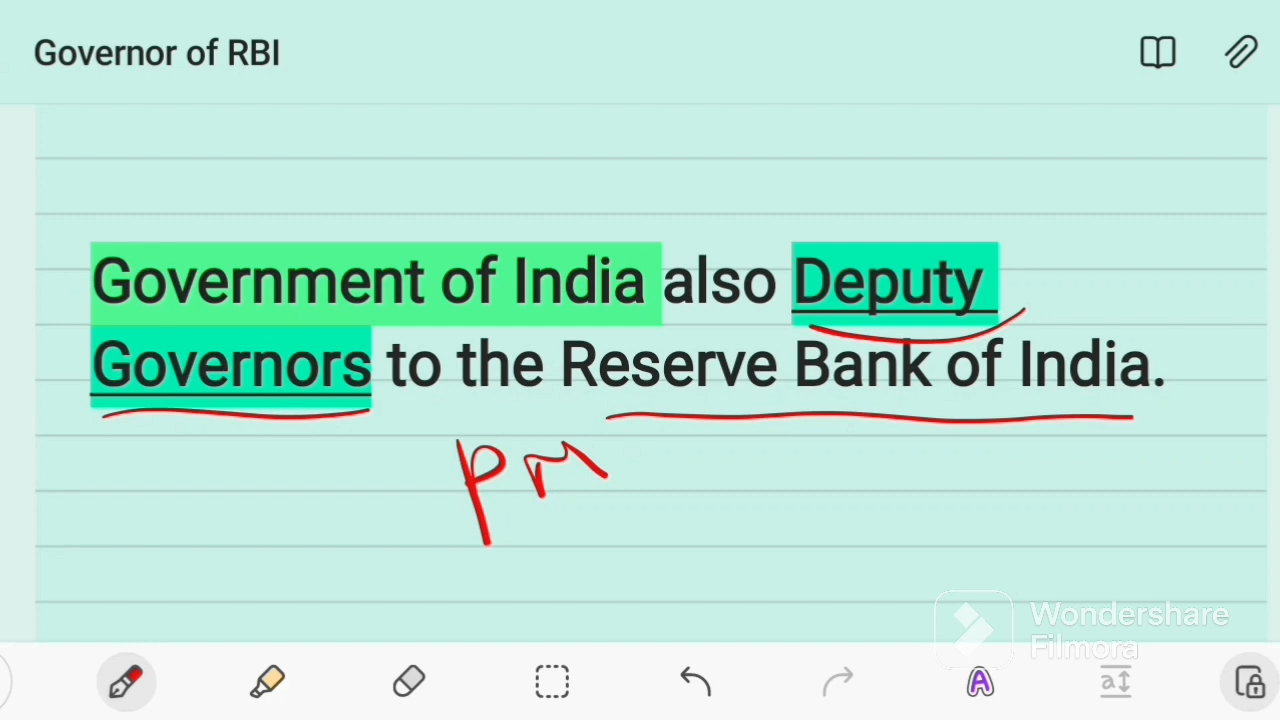 Governor of RBI
Government of India also Deputy
Governors to the Reserve Bank of India.
PM
Wondershare
Filmora
A
a